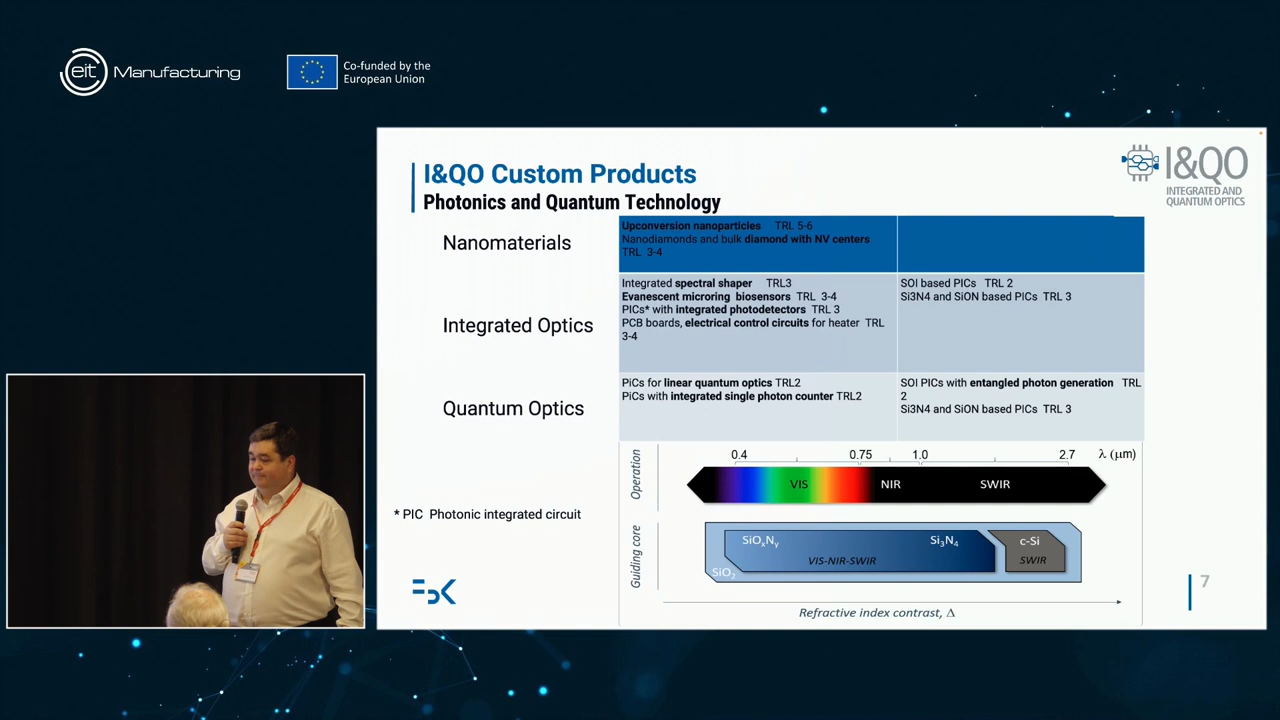 eit Manufacturing
Co-funded by the
European Union
I&QO Custom Products
Photonics and Quantum Technology
I&QO
INTEGRATED AND
QUANTUM OPTICS
Nanomaterials
Upconversion nanoparticles TRL 5-6
Nanodiamonds and bulk diamond with NV centers
TRL 3-4
Integrated Optics
Integrated spectral shaper TRL3
Evanescent microring biosensors TRL 3-4
PICs* with integrated photodetectors TRL 3
PCB boards, electrical control circuits for heater TRL
3-4
SOI based PICs TRL 2
Si3N4 and SiON based PICs TRL 3
Quantum Optics
PiCs for linear quantum optics TRL2
PiCs with integrated single photon counter TRL2
SOI PICs with entangled photon generation TRL
2
Si3N4 and SiON based PICs TRL 3
Operation
0.4 0.75 1.0 2.7 λ (μm)
VIS NIR SWIR
* PIC Photonic integrated circuit
Guiding core
SiOxNy Si3N4 c-Si
VIS-NIR-SWIR SWIR
SiO2
Refractive index contrast, Δ
FBK
7